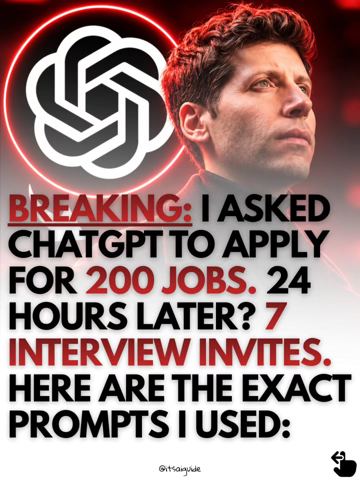 BREAKING: I ASKED
CHATGPT TO APPLY
FOR 200 JOBS. 24
HOURS LATER? 7
INTERVIEW INVITES.
HERE ARE THE EXACT
PROMPTS I USED:
@itsaiguide